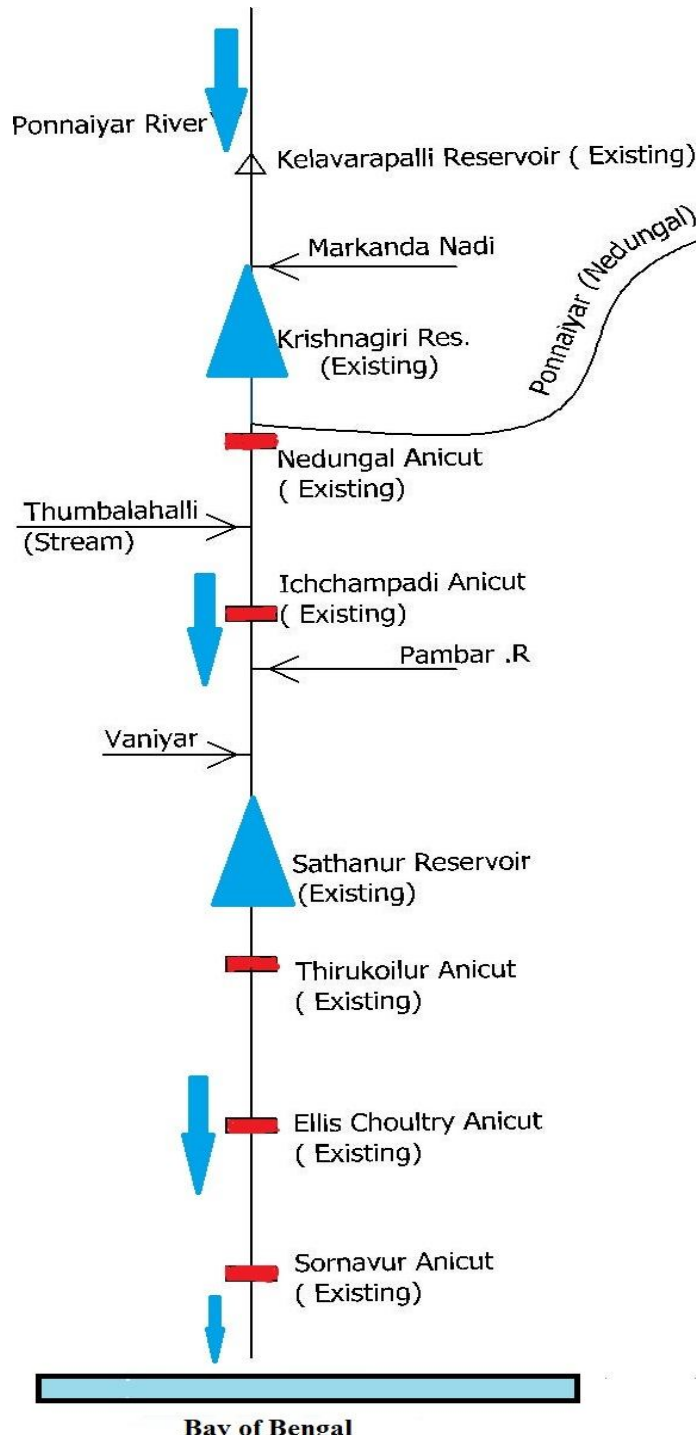 Ponnaiyar River
Kelavarapalli Reservoir ( Existing)
Markanda Nadi
Ponnaiyar (Nedungal)
Krishnagiri Res.
(Existing)
Nedungal Anicut
( Existing)
Thumbalahalli
(Stream)
Ichchampadi Anicut
( Existing)
Pambar .R
Vaniyar
Sathanur Reservoir
(Existing)
Thirukoilur Anicut
( Existing)
Ellis Choultry Anicut
( Existing)
Sornavur Anicut
( Existing)
Bay of Bengal